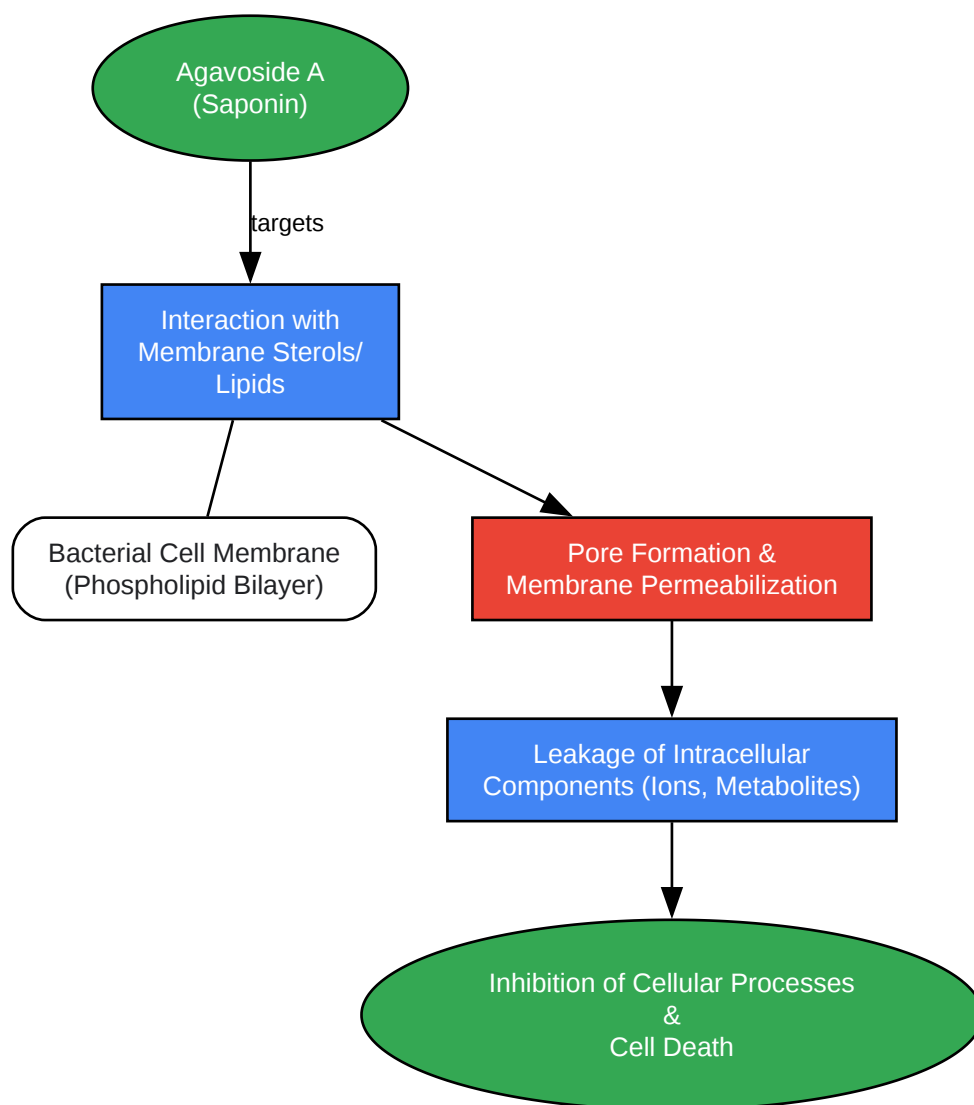 Agavoside A
(Saponin)
targets
Interaction with
Membrane Sterols/
Lipids
Bacterial Cell Membrane
(Phospholipid Bilayer)
Pore Formation &
Membrane Permeabilization
Leakage of Intracellular
Components (Ions, Metabolites)
Inhibition of Cellular Processes
&
Cell Death